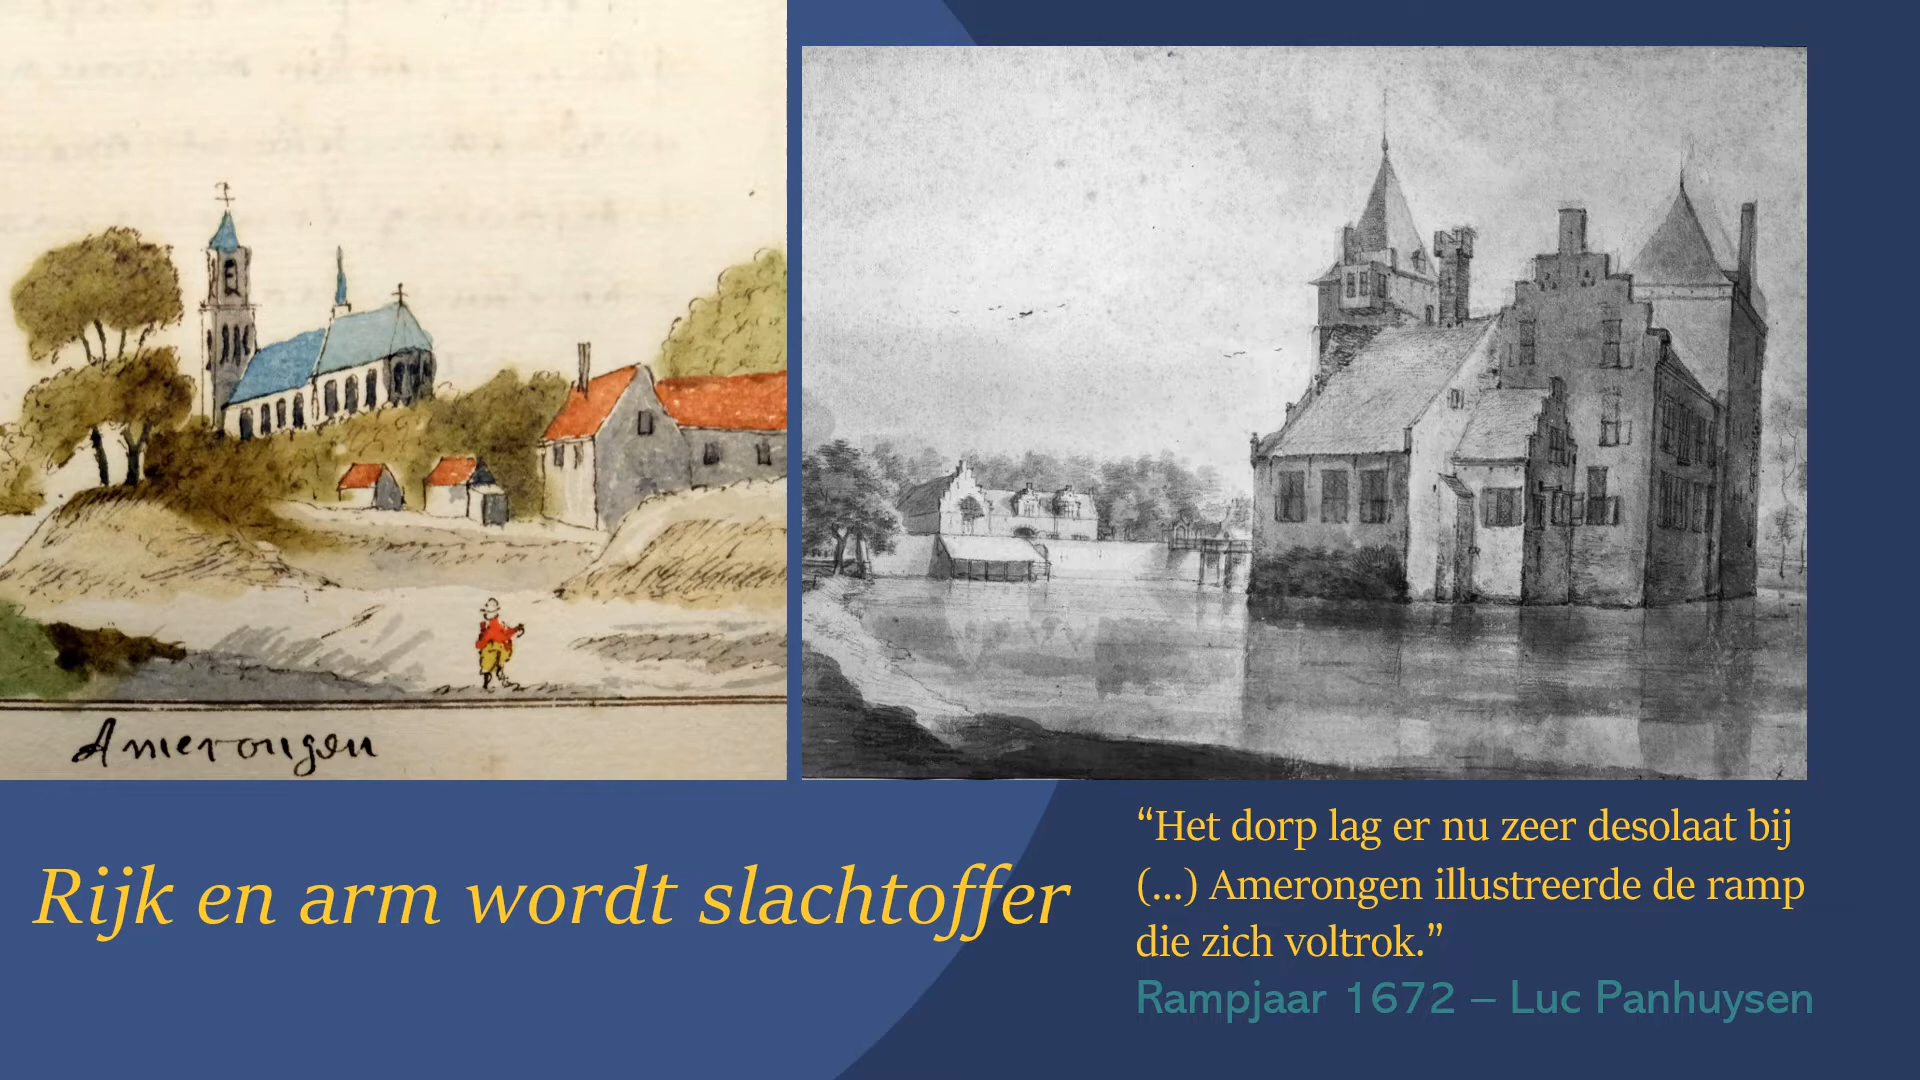 Amerongen
Rijk en arm wordt slachtoffer
“Het dorp lag er nu zeer desolaat bij
(...) Amerongen illustreerde de ramp
die zich voltrok.”
Rampjaar 1672 – Luc Panhuysen